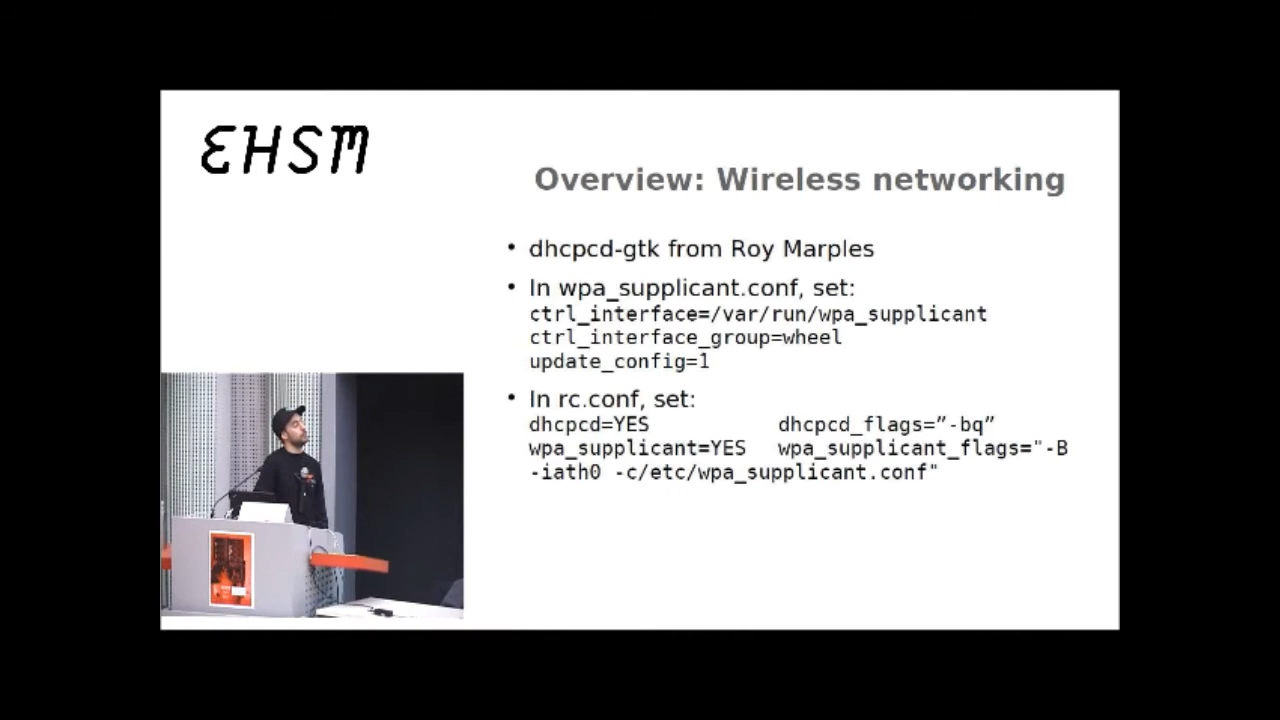 EHSM
Overview: Wireless networking
• dhcpcd-gtk from Roy Marples
• In wpa_supplicant.conf, set:
ctrl_interface=/var/run/wpa_supplicant
ctrl_interface_group=wheel
update_config=1
• In rc.conf, set:
dhcpcd=YES dhcpcd_flags=”-bq”
wpa_supplicant=YES wpa_supplicant_flags="-B
-iath0 -c/etc/wpa_supplicant.conf"